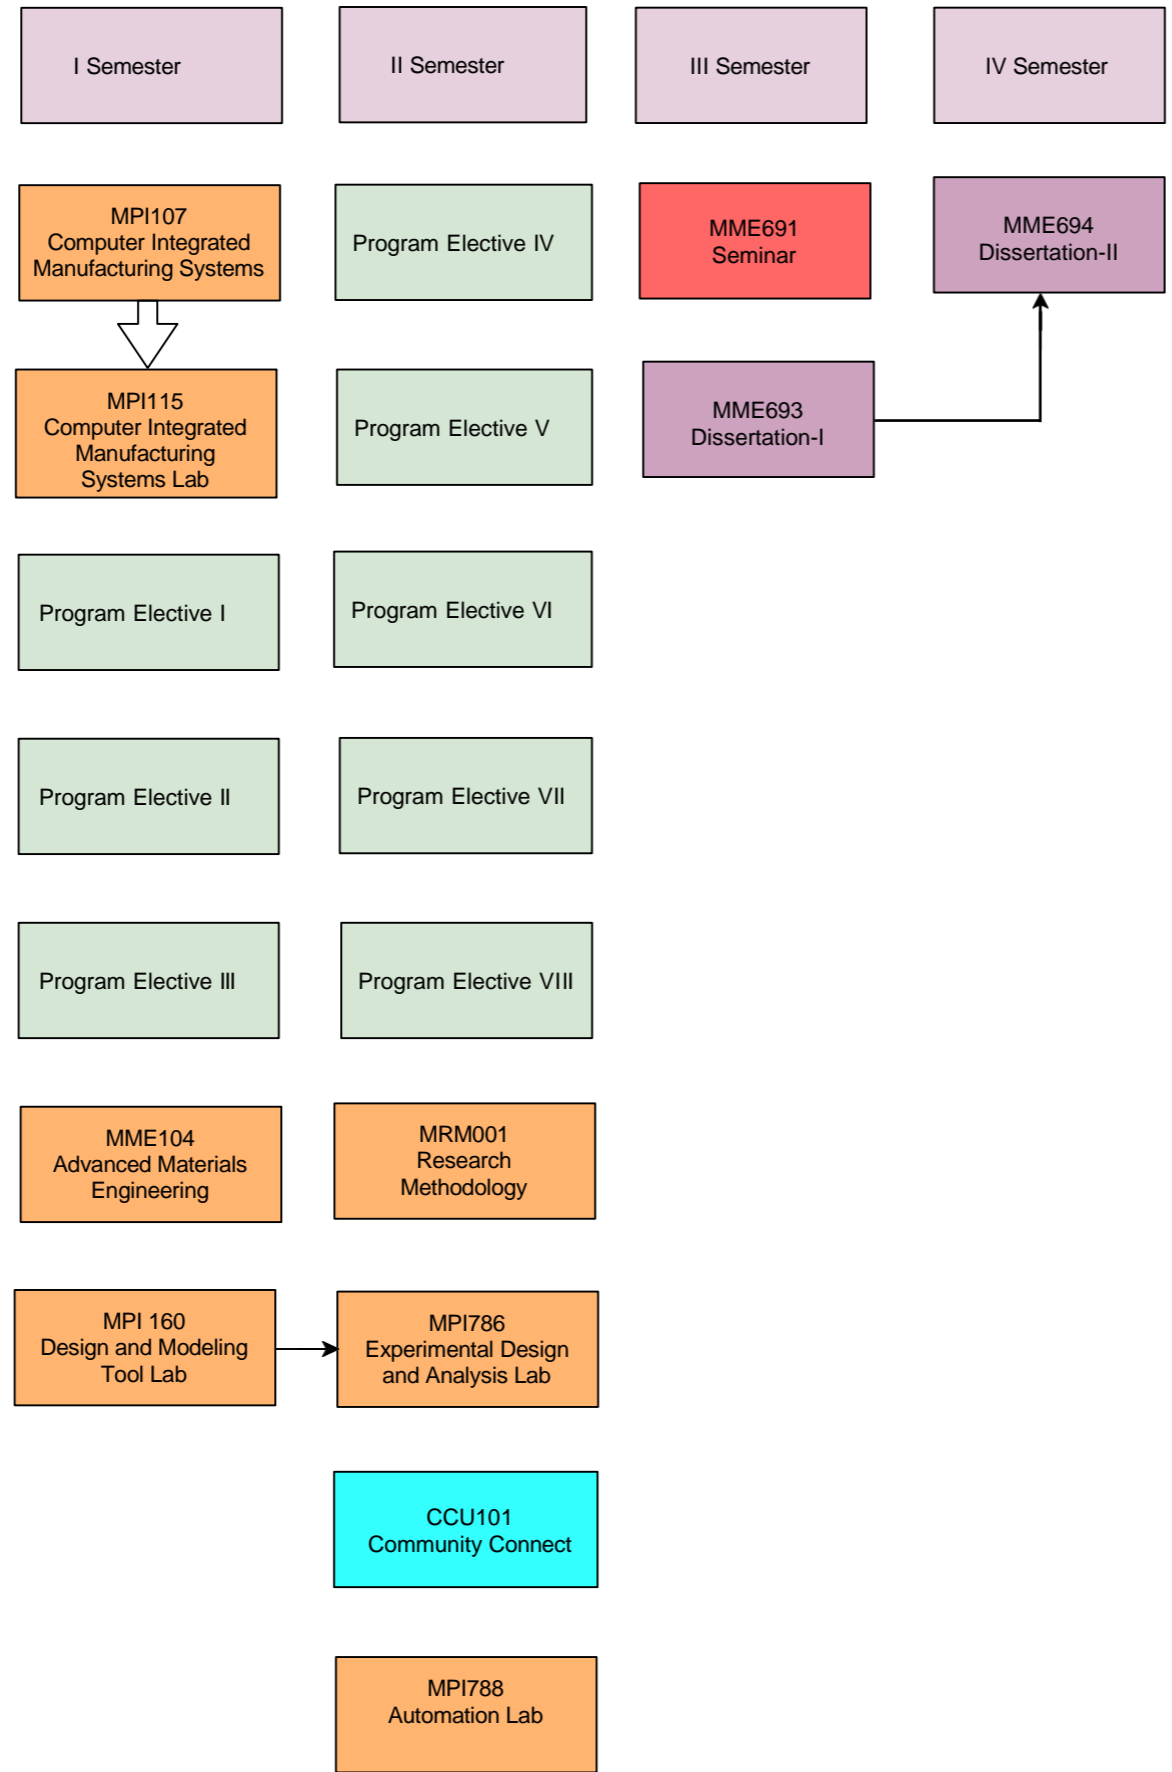 I Semester
II Semester
III Semester
IV Semester
MPI107
Computer Integrated
Manufacturing Systems
Program Elective IV
MME691
Seminar
MME694
Dissertation-II
MPI115
Computer Integrated
Manufacturing
Systems Lab
Program Elective V
MME693
Dissertation-I
Program Elective I
Program Elective VI
Program Elective II
Program Elective VII
Program Elective III
Program Elective VIII
MME104
Advanced Materials
Engineering
MRM001
Research
Methodology
MPI 160
Design and Modeling
Tool Lab
MPI786
Experimental Design
and Analysis Lab
CCU101
Community Connect
MPI788
Automation Lab